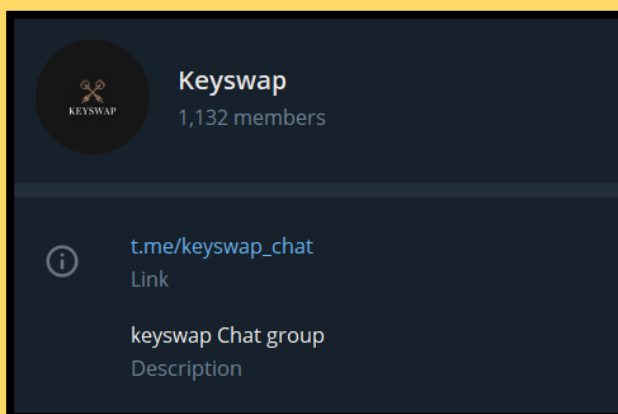 KEYSWAP
Keyswap
1,132 members
t.me/keyswap_chat
Link
keyswap Chat group
Description